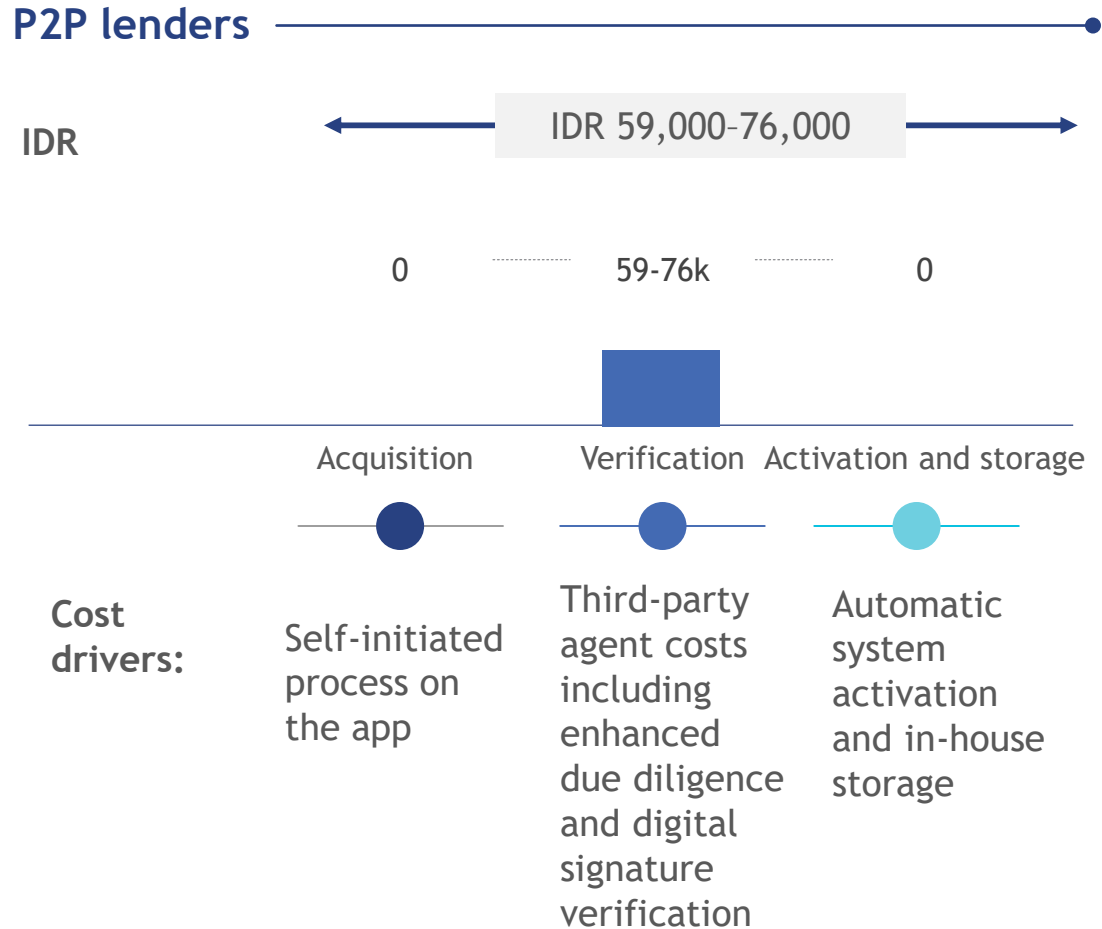 P2P lenders
IDR
IDR 59,000–76,000
0
59-76k
0
Acquisition
Verification
Activation and storage
Cost
drivers:
Self-initiated
process on
the app
Third-party
agent costs
including
enhanced
due diligence
and digital
signature
verification
Automatic
system
activation
and in-house
storage